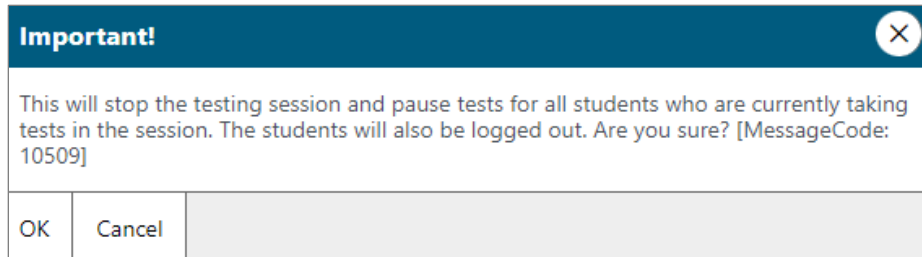 Important!
This will stop the testing session and pause tests for all students who are currently taking
tests in the session. The students will also be logged out. Are you sure? [MessageCode:
10509]
OK
Cancel